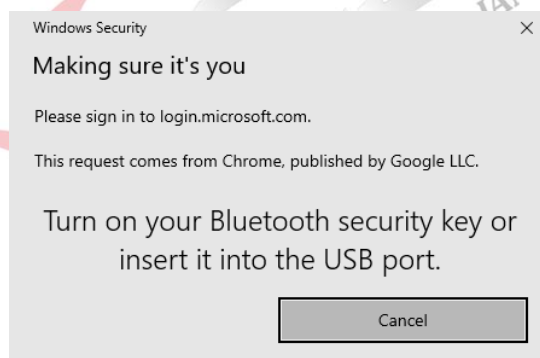 Windows Security
Making sure it's you
Please sign in to login.microsoft.com.
This request comes from Chrome, published by Google LLC.
Turn on your Bluetooth security key or
insert it into the USB port.
Cancel